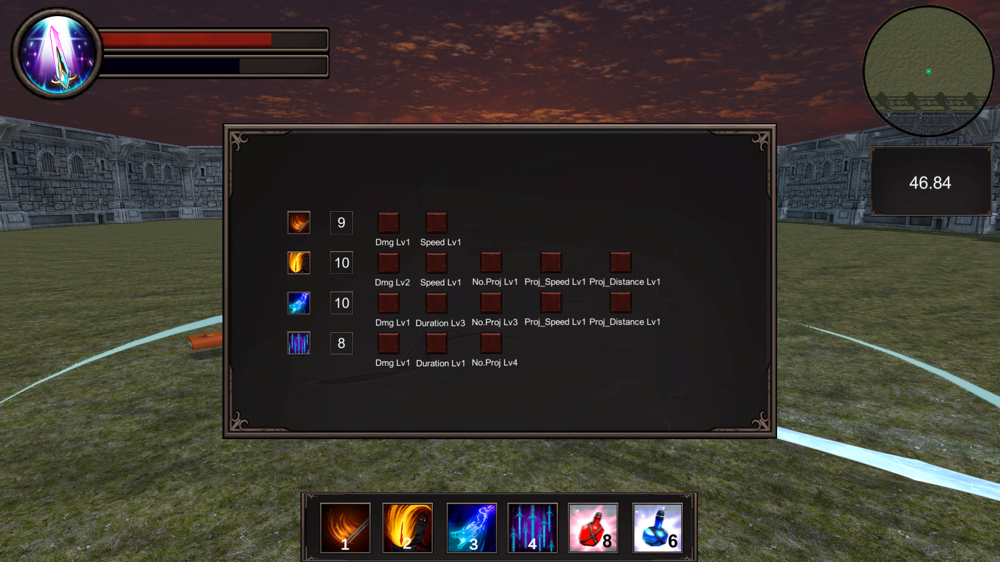 46.84
9
Dmg Lv1 Speed Lv1
10
Dmg Lv2 Speed Lv1 No.Proj Lv1 Proj_Speed Lv1 Proj_Distance Lv1
10
Dmg Lv1 Duration Lv3 No.Proj Lv3 Proj_Speed Lv1 Proj_Distance Lv1
8
Dmg Lv1 Duration Lv1 No.Proj Lv4
1 2 3 4 8 6